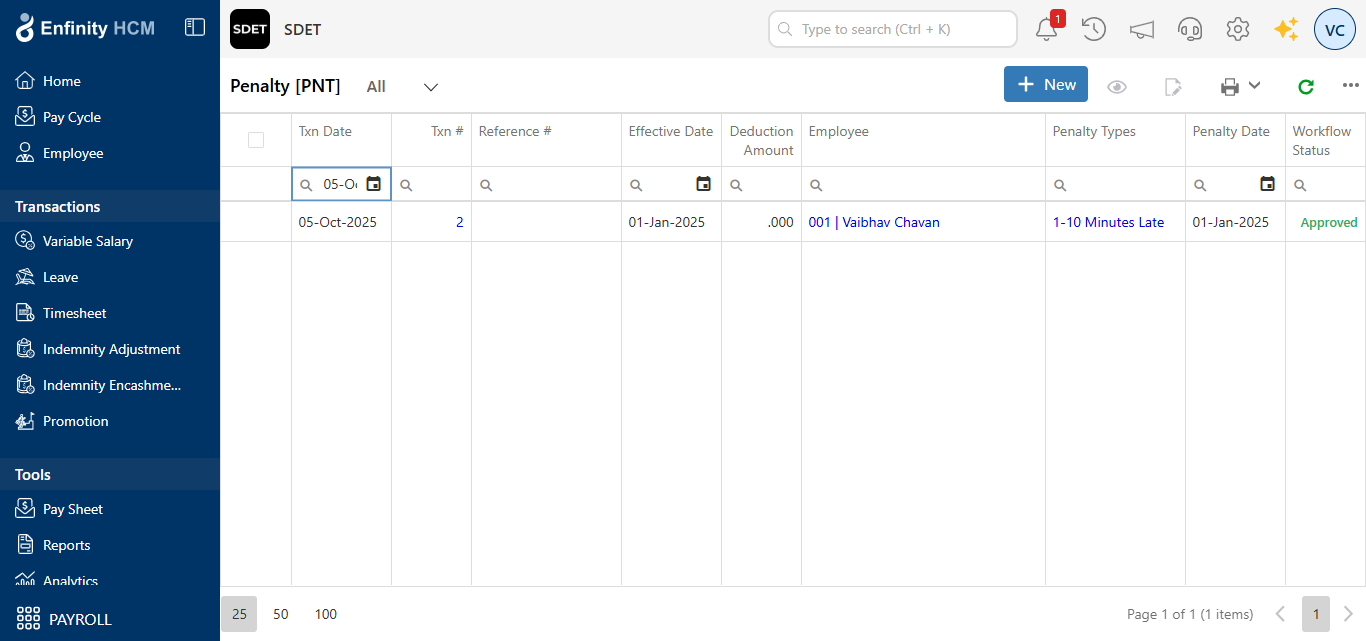 Enfinity HCM
SDET
SDET
Type to search (Ctrl + K)
1
VC
Home
Pay Cycle
Employee
Transactions
Variable Salary
Leave
Timesheet
Indemnity Adjustment
Indemnity Encashme...
Promotion
Tools
Pay Sheet
Reports
Analytics
PAYROLL
Penalty [PNT]
All
New
Txn Date
Txn #
Reference #
Effective Date
Deduction
Amount
Employee
Penalty Types
Penalty Date
Workflow
Status
05-Oc
05-Oct-2025
2
01-Jan-2025
.000
001 | Vaibhav Chavan
1-10 Minutes Late
01-Jan-2025
Approved
25
50
100
Page 1 of 1 (1 items)
1